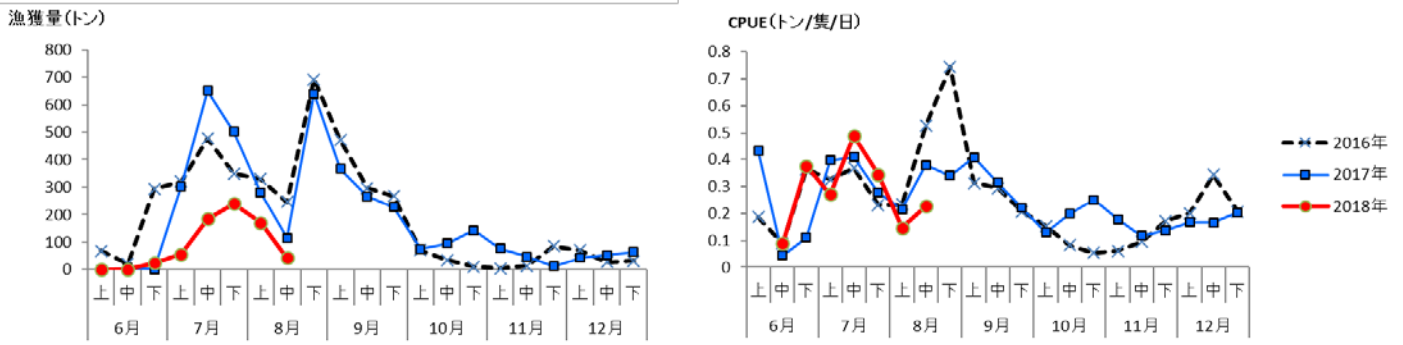 漁獲量(トン)
800
700
600
500
400
300
200
100
0
上 中 下 上 中 下 上 中 下 上 中 下 上 中 下 上 中 下 上 中 下
6月 7月 8月 9月 10月 11月 12月
CPUE(トン/隻/日)
0.8
0.7
0.6
0.5
0.4
0.3
0.2
0.1
0
上 中 下 上 中 下 上 中 下 上 中 下 上 中 下 上 中 下 上 中 下
6月 7月 8月 9月 10月 11月 12月
2016年
2017年
2018年